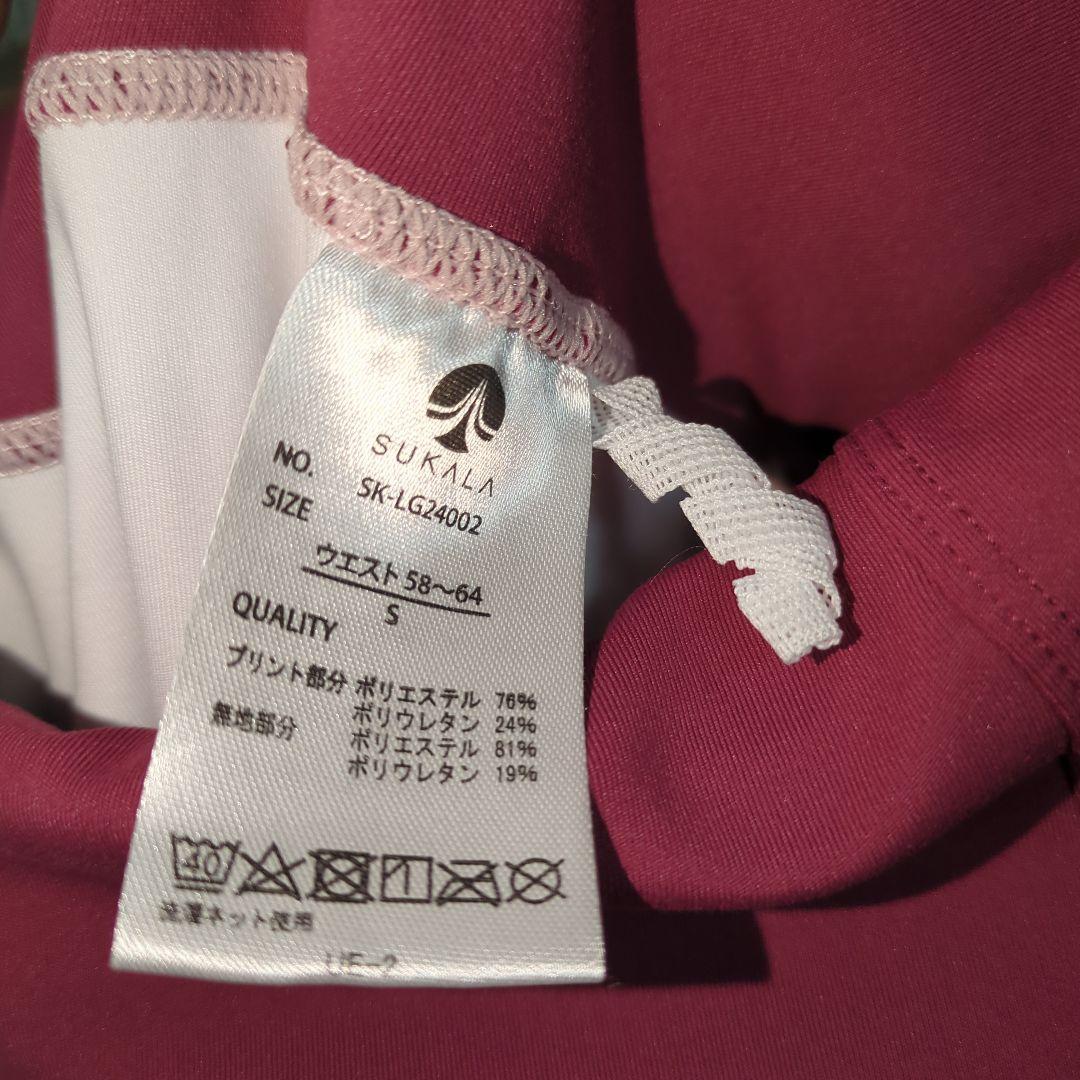 SUKALA
NO. SK-LG24002
SIZE
ウエスト58～64
S
QUALITY
プリント部分 ポリエステル 76%
ポリウレタン 24%
無地部分 ポリエステル 81%
ポリウレタン 19%
40
洗濯ネット使用
UE-2